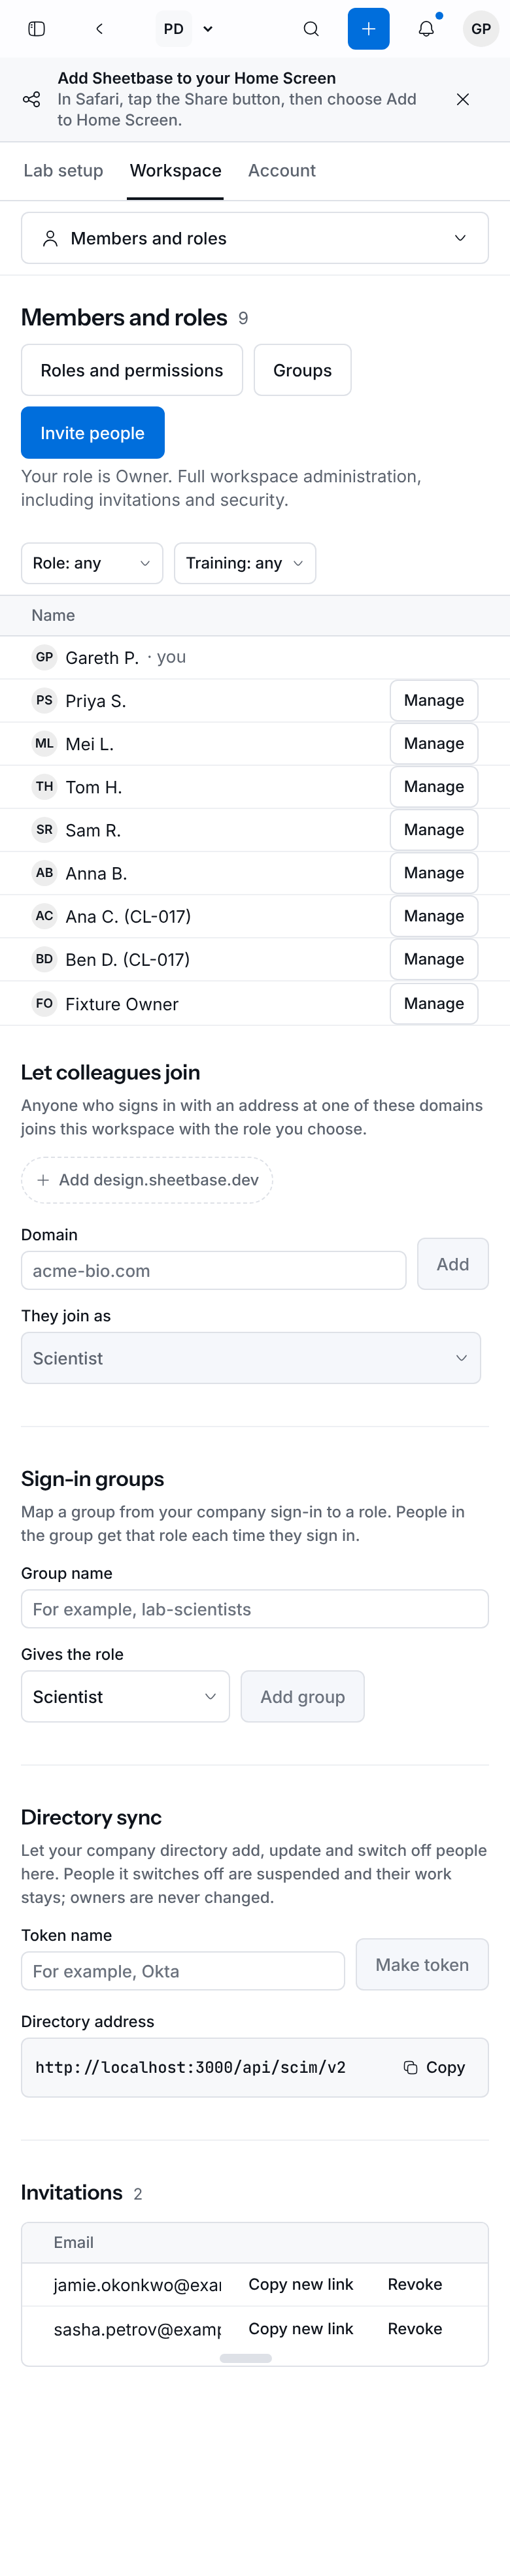 PD
GP
Add Sheetbase to your Home Screen
In Safari, tap the Share button, then choose Add
to Home Screen.
Lab setup
Workspace
Account
Members and roles
Members and roles 9
Roles and permissions
Groups
Invite people
Your role is Owner. Full workspace administration,
including invitations and security.
Role: any
Training: any
Name
GP Gareth P. · you
PS Priya S. Manage
ML Mei L. Manage
TH Tom H. Manage
SR Sam R. Manage
AB Anna B. Manage
AC Ana C. (CL-017) Manage
BD Ben D. (CL-017) Manage
FO Fixture Owner Manage
Let colleagues join
Anyone who signs in with an address at one of these domains
joins this workspace with the role you choose.
+ Add design.sheetbase.dev
Domain
acme-bio.com Add
They join as
Scientist
Sign-in groups
Map a group from your company sign-in to a role. People in
the group get that role each time they sign in.
Group name
For example, lab-scientists
Gives the role
Scientist Add group
Directory sync
Let your company directory add, update and switch off people
here. People it switches off are suspended and their work
stays; owners are never changed.
Token name
For example, Okta Make token
Directory address
http://localhost:3000/api/scim/v2 Copy
Invitations 2
Email
jamie.okonkwo@exa Copy new link Revoke
sasha.petrov@examp Copy new link Revoke